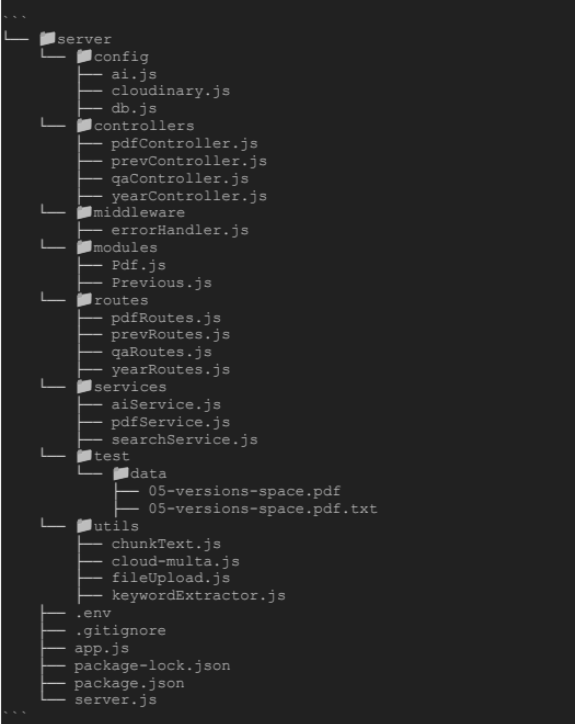 ```
└── 📁server
    └── 📁config
        ├── ai.js
        ├── cloudinary.js
        ├── db.js
    └── 📁controllers
        ├── pdfController.js
        ├── prevController.js
        ├── qaController.js
        ├── yearController.js
    └── 📁middleware
        ├── errorHandler.js
    └── 📁modules
        ├── Pdf.js
        ├── Previous.js
    └── 📁routes
        ├── pdfRoutes.js
        ├── prevRoutes.js
        ├── qaRoutes.js
        ├── yearRoutes.js
    └── 📁services
        ├── aiService.js
        ├── pdfService.js
        ├── searchService.js
    └── 📁test
        └── 📁data
            ├── 05-versions-space.pdf
            ├── 05-versions-space.pdf.txt
    └── 📁utils
        ├── chunkText.js
        ├── cloud-multa.js
        ├── fileUpload.js
        ├── keywordExtractor.js
    ├── .env
    ├── .gitignore
    ├── app.js
    ├── package-lock.json
    ├── package.json
    └── server.js
```